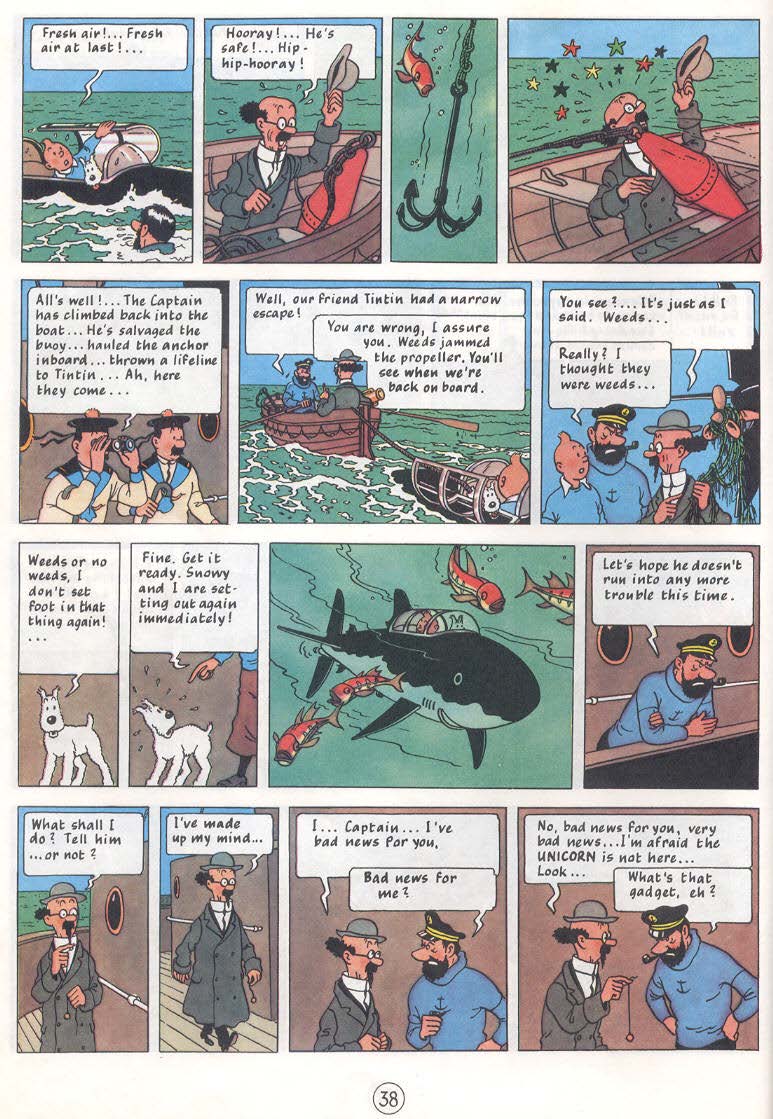 Fresh air!... Fresh
air at last!...
Hooray!... He's
safe!... Hip-
hip-hooray!
All's well!... The Captain
has climbed back into the
boat... He's salvaged the
buoy... hauled the anchor
inboard... thrown a lifeline
to Tintin... Ah, here
they come...
Well, our friend Tintin had a narrow
escape!
You are wrong, I assure
you. Weeds jammed
the propeller. You'll
see when we're
back on board.
You see?... It's just as I
said. Weeds...
Really? I
thought they
were weeds...
Weeds or no
weeds, I
don't set
foot in that
thing again!
...
Fine. Get it
ready. Snowy
and I are set-
ting out again
immediately!
Let's hope he doesn't
run into any more
trouble this time.
What shall I
do? Tell him
...or not?
I've made
up my mind...
I... Captain... I've
bad news for you.
Bad news for
me?
No, bad news for you, very
bad news...I'm afraid the
UNICORN is not here...
Look...
What's that
gadget, eh?
38